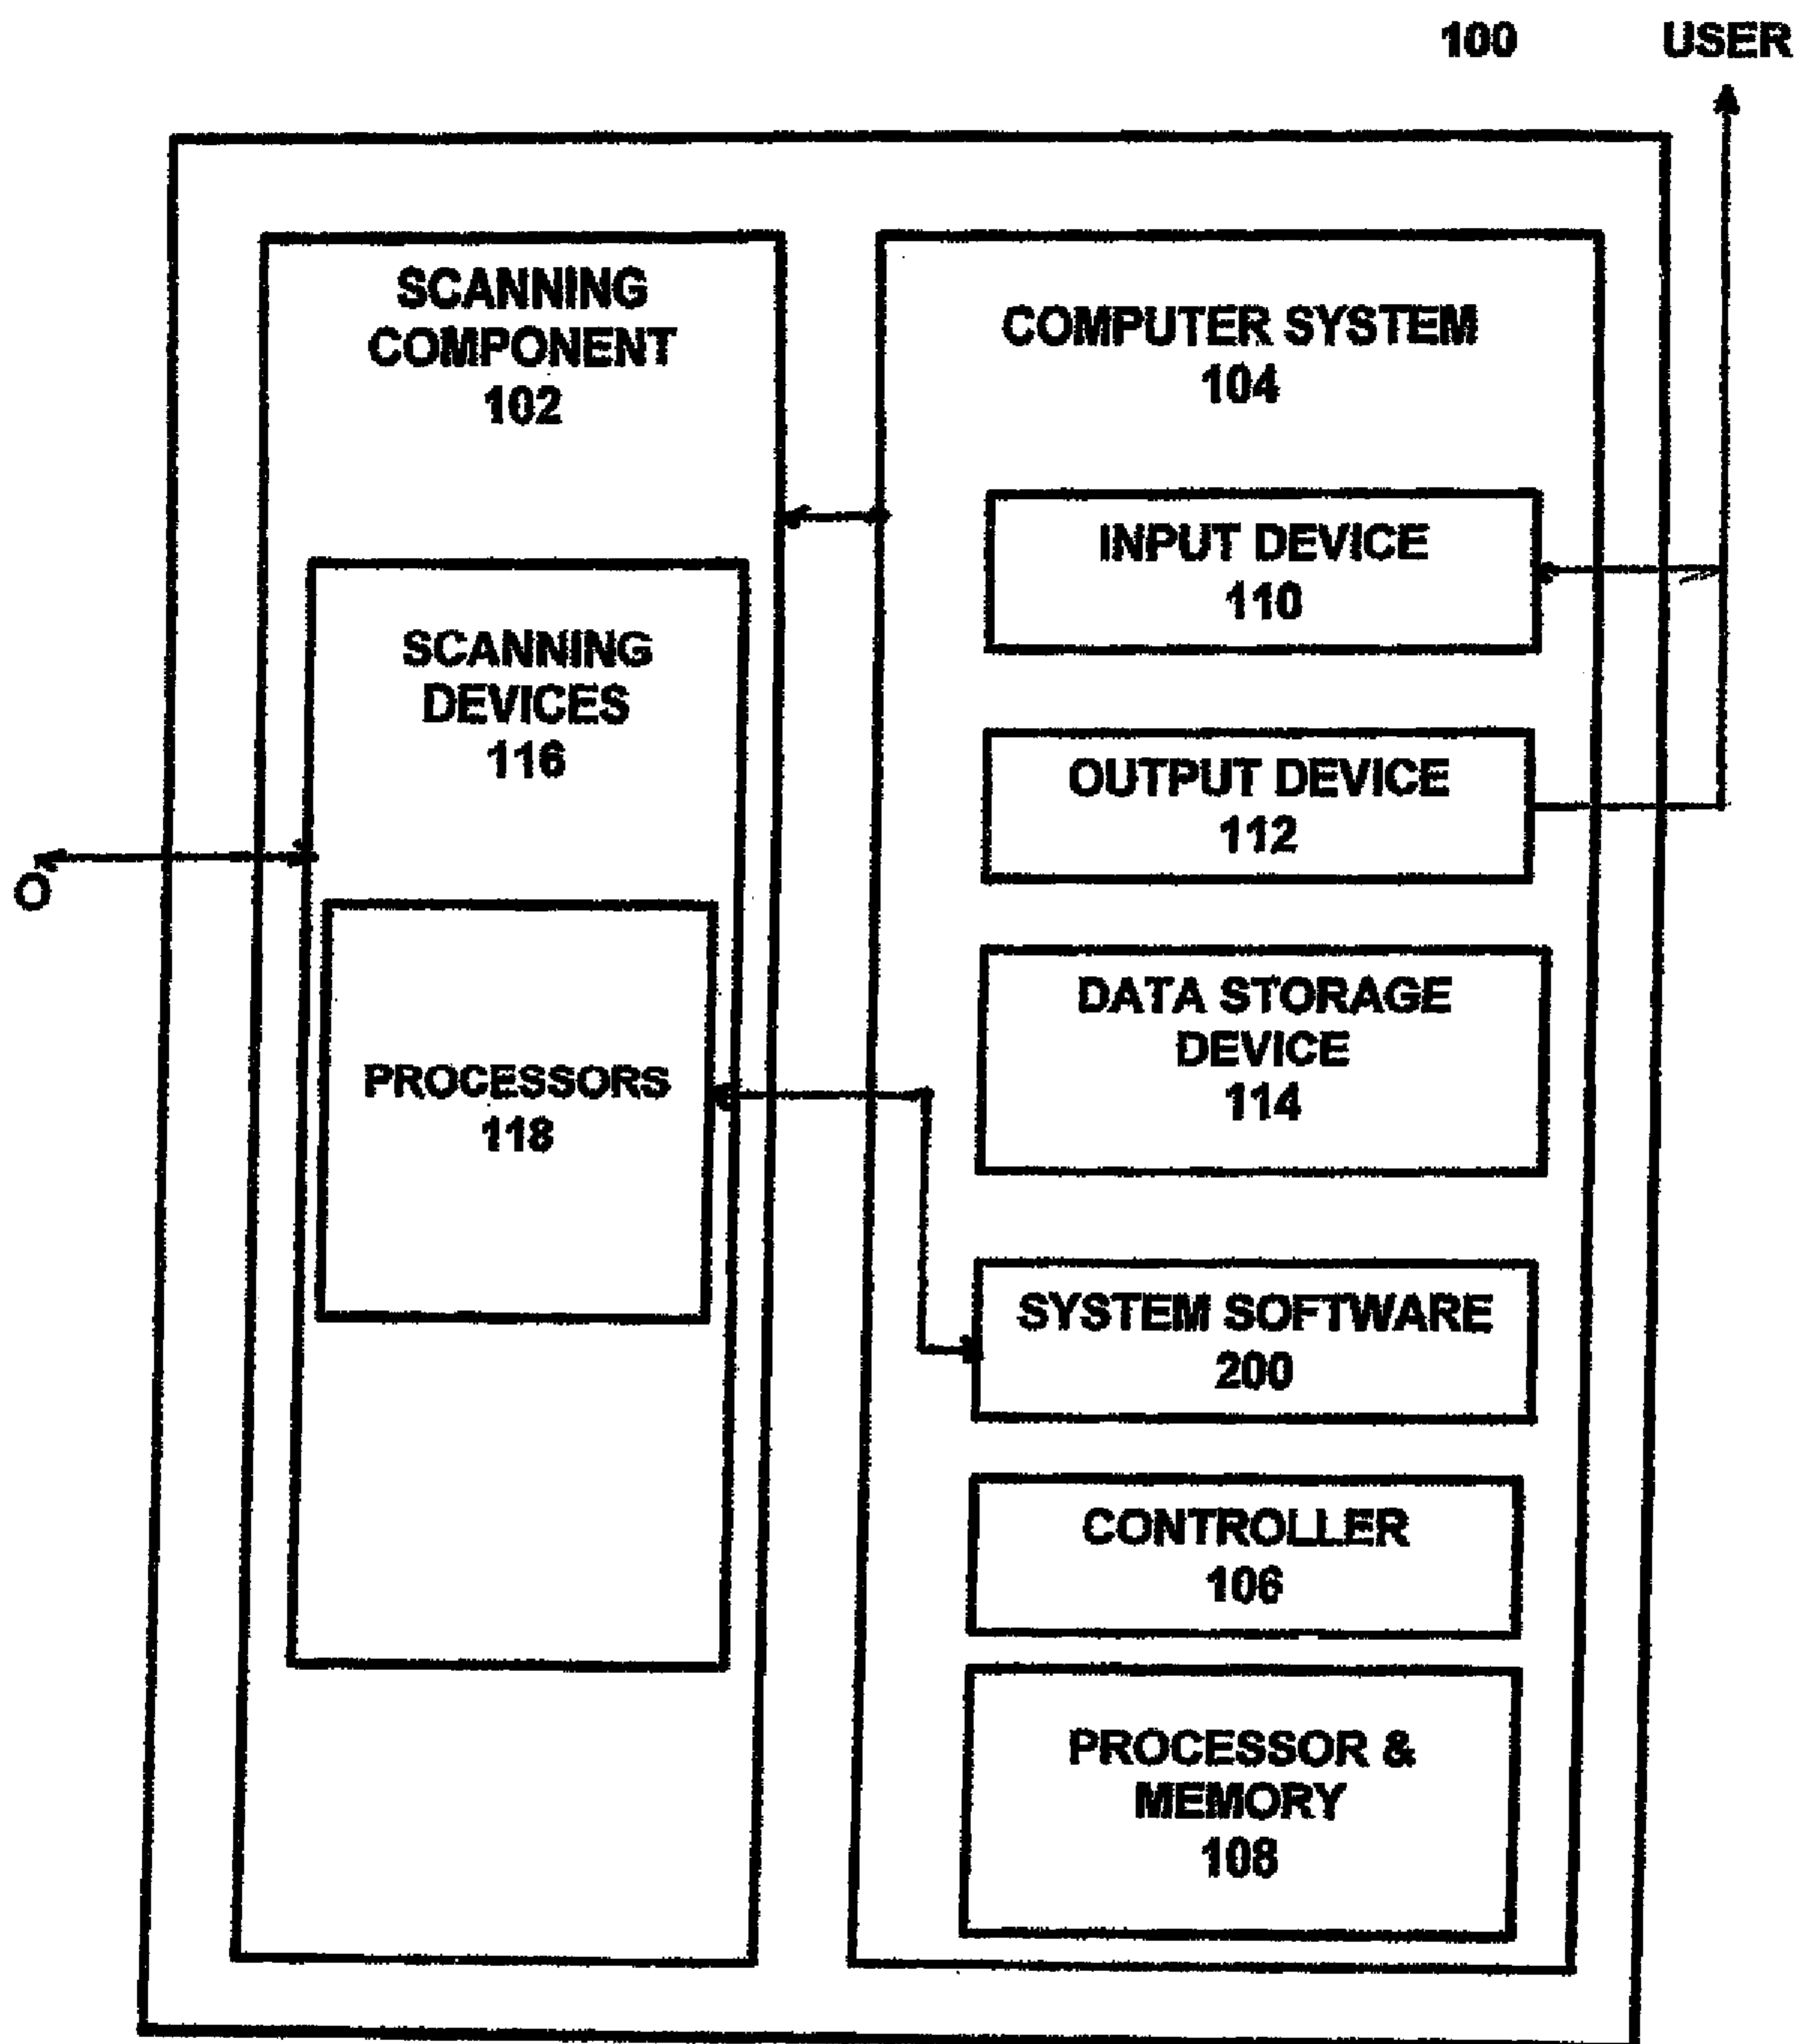 100 USER
SCANNING
COMPONENT
102
SCANNING
DEVICES
116
O
PROCESSORS
118
COMPUTER SYSTEM
104
INPUT DEVICE
110
OUTPUT DEVICE
112
DATA STORAGE
DEVICE
114
SYSTEM SOFTWARE
200
CONTROLLER
106
PROCESSOR &
MEMORY
108